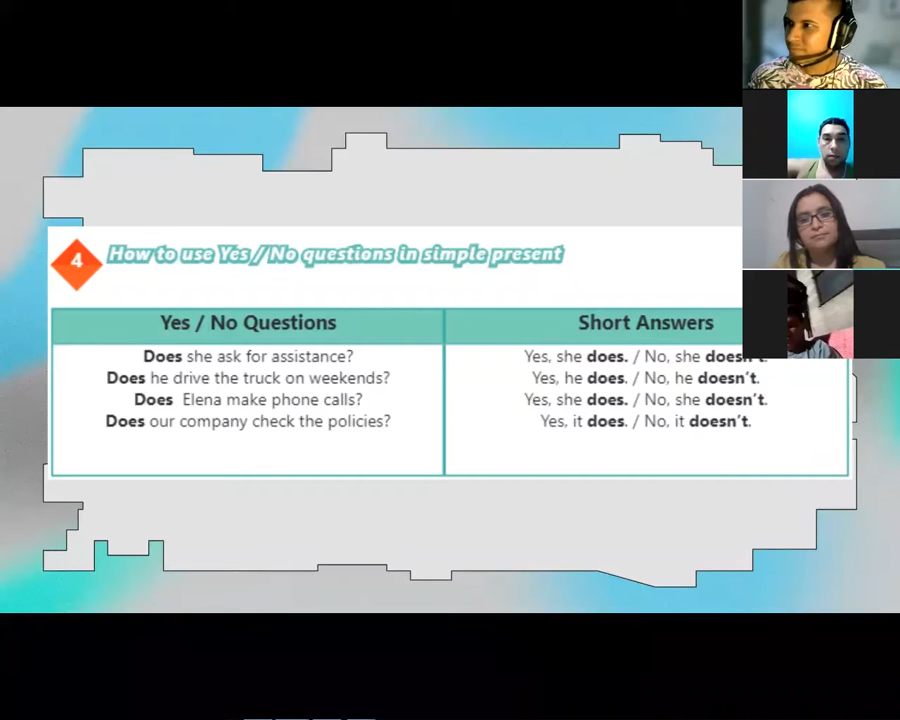 4
How to use Yes / No questions in simple present
Yes / No Questions
Short Answers
Does she ask for assistance?
Yes, she does. / No, she doesn't.
Does he drive the truck on weekends?
Yes, he does. / No, he doesn't.
Does Elena make phone calls?
Yes, she does. / No, she doesn't.
Does our company check the policies?
Yes, it does. / No, it doesn't.